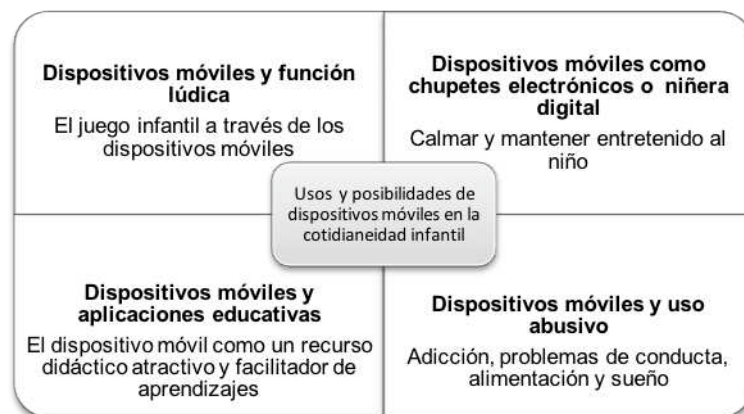 Dispositivos móviles y función
lúdica
El juego infantil a través de los
dispositivos móviles
Dispositivos móviles como
chupetes electrónicos o niñera
digital
Calmar y mantener entretenido al
niño
Usos y posibilidades de
dispositivos móviles en la
cotidianeidad infantil
Dispositivos móviles y
aplicaciones educativas
El dispositivo móvil como un recurso
didáctico atractivo y facilitador de
aprendizajes
Dispositivos móviles y uso
abusivo
Adicción, problemas de conducta,
alimentación y sueño